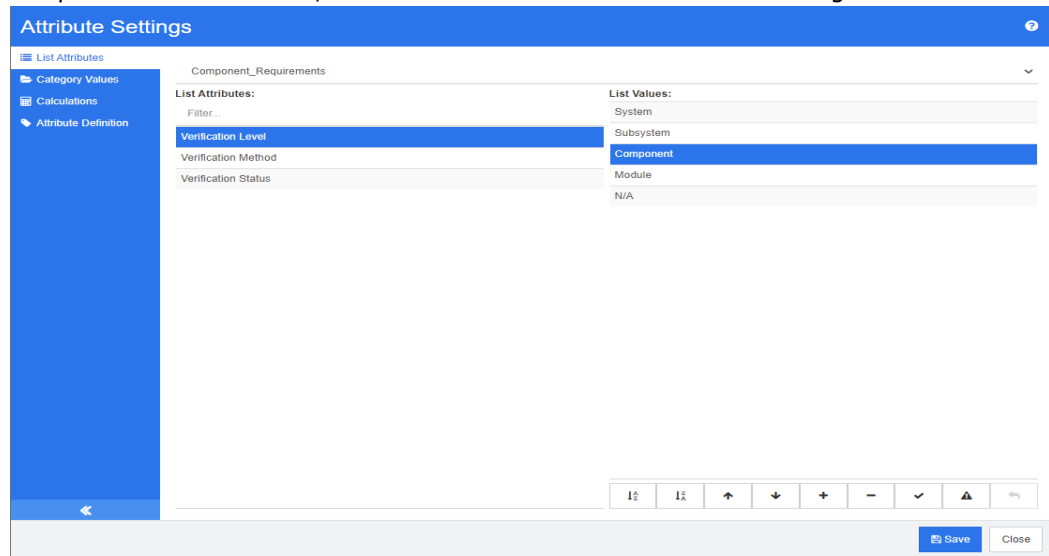 Attribute Settings
List Attributes
Category Values
Calculations
Attribute Definition
Component_Requirements
List Attributes:
Filter...
Verification Level
Verification Method
Verification Status
List Values:
System
Subsystem
Component
Module
N/A
Save
Close